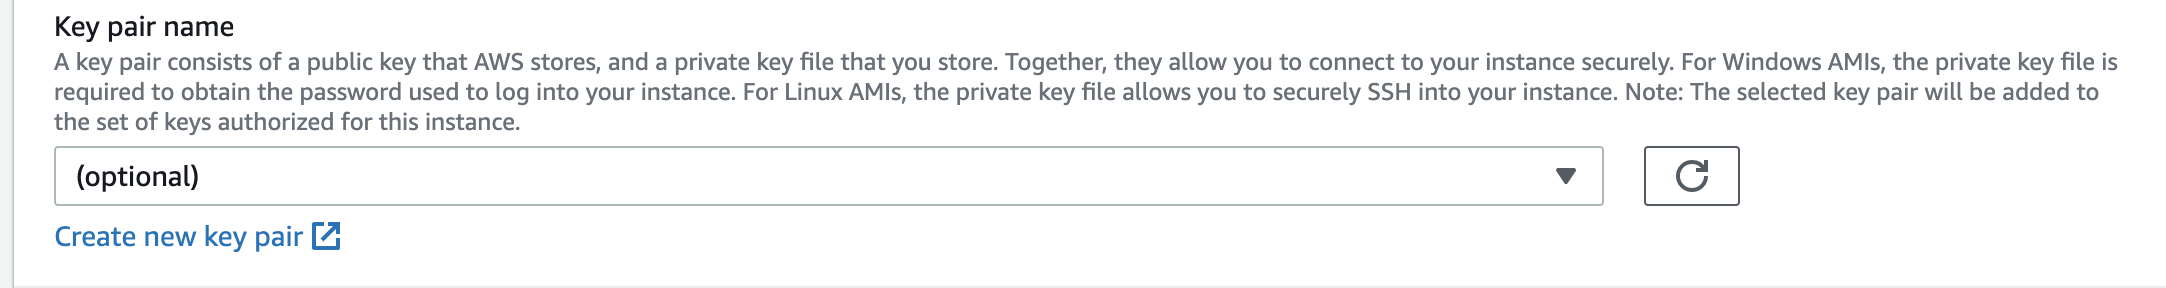 Key pair name
A key pair consists of a public key that AWS stores, and a private key file that you store. Together, they allow you to connect to your instance securely. For Windows AMIs, the private key file is
required to obtain the password used to log into your instance. For Linux AMIs, the private key file allows you to securely SSH into your instance. Note: The selected key pair will be added to
the set of keys authorized for this instance.
(optional)
Create new key pair